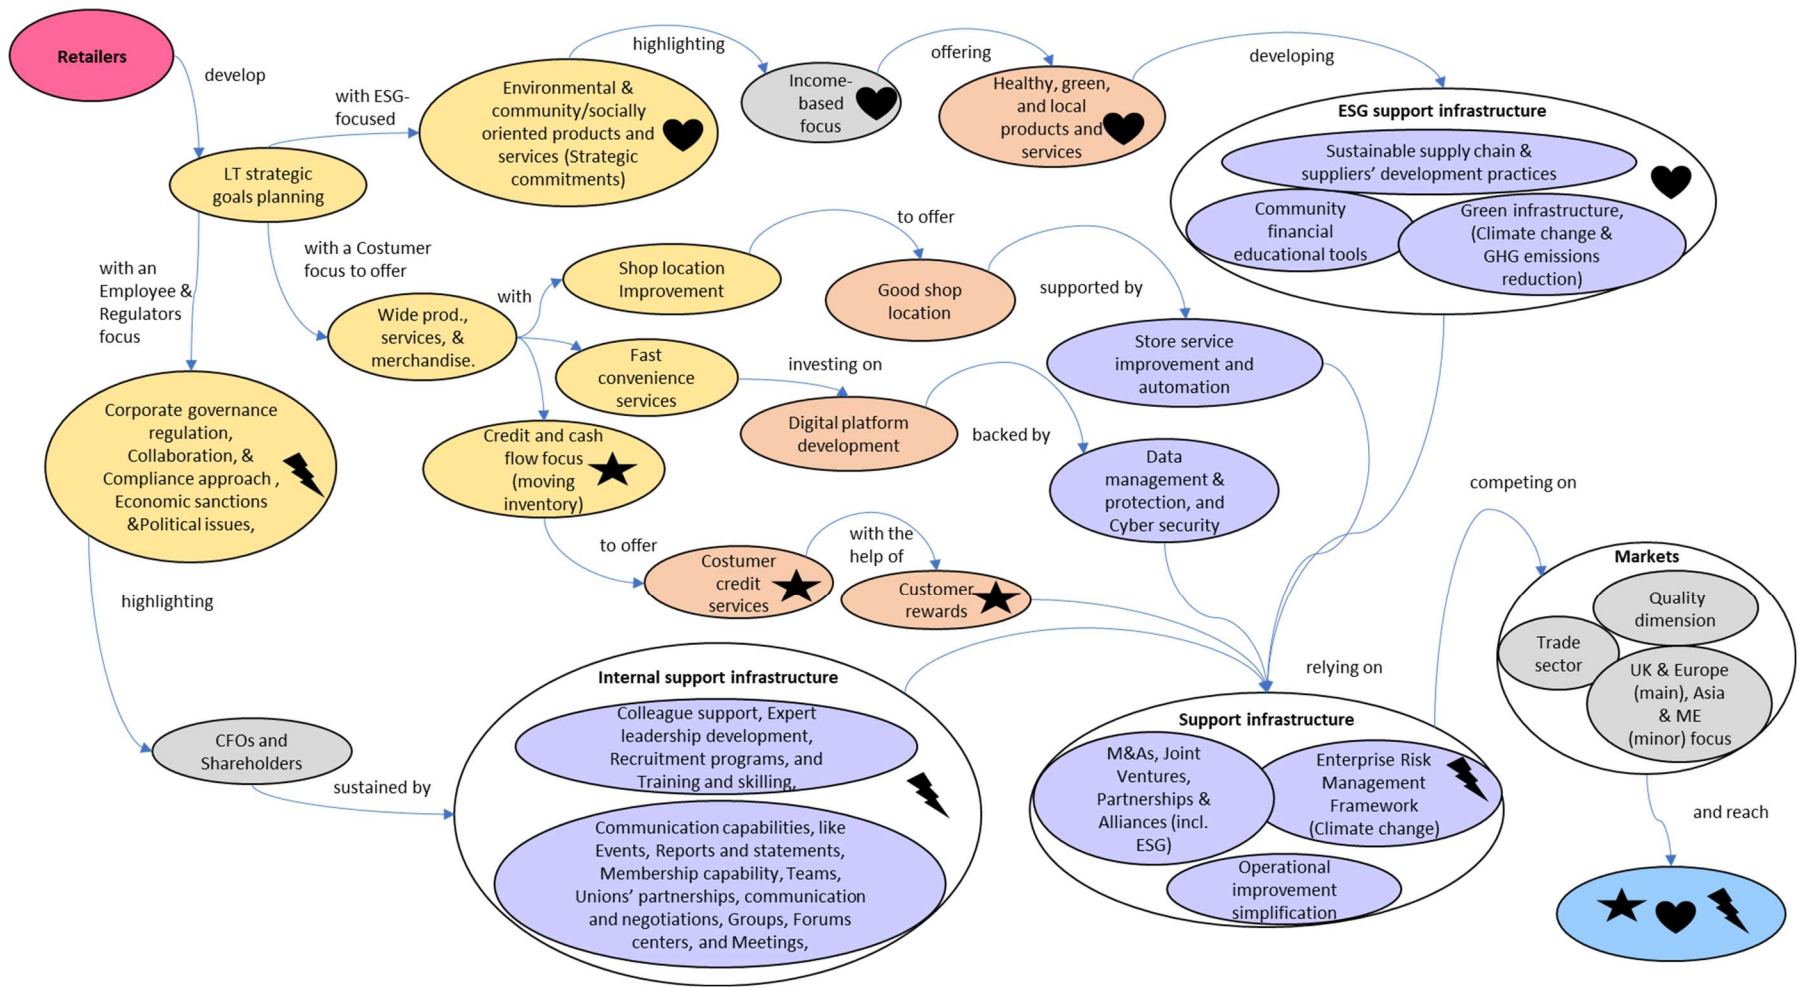 Retailers
develop
LT strategic
goals planning
with ESG-
focused
Environmental &
community/socially
oriented products and
services (Strategic
commitments)
highlighting
Income-
based
focus
offering
Healthy, green,
and local
products and
services
developing
ESG support infrastructure
Sustainable supply chain &
suppliers’ development practices
Community
financial
educational tools
Green infrastructure,
(Climate change &
GHG emissions
reduction)
with a Costumer
focus to offer
Wide prod.,
services, &
merchandise.
with
Shop location
Improvement
to offer
Good shop
location
supported by
Store service
improvement and
automation
Fast
convenience
services
investing on
Digital platform
development
backed by
Data
management &
protection, and
Cyber security
Credit and cash
flow focus
(moving
inventory)
to offer
Costumer
credit
services
with the
help of
Customer
rewards
with an
Employee &
Regulators
focus
Corporate governance
regulation,
Collaboration, &
Compliance approach ,
Economic sanctions
&Political issues,
highlighting
CFOs and
Shareholders
sustained by
Internal support infrastructure
Colleague support, Expert
leadership development,
Recruitment programs, and
Training and skilling,
Communication capabilities, like
Events, Reports and statements,
Membership capability, Teams,
Unions’ partnerships, communication
and negotiations, Groups, Forums
centers, and Meetings,
relying on
Support infrastructure
M&As, Joint
Ventures,
Partnerships &
Alliances (incl.
ESG)
Enterprise Risk
Management
Framework
(Climate change)
Operational
improvement
simplification
competing on
Markets
Quality
dimension
Trade
sector
UK & Europe
(main), Asia
& ME
(minor) focus
and reach